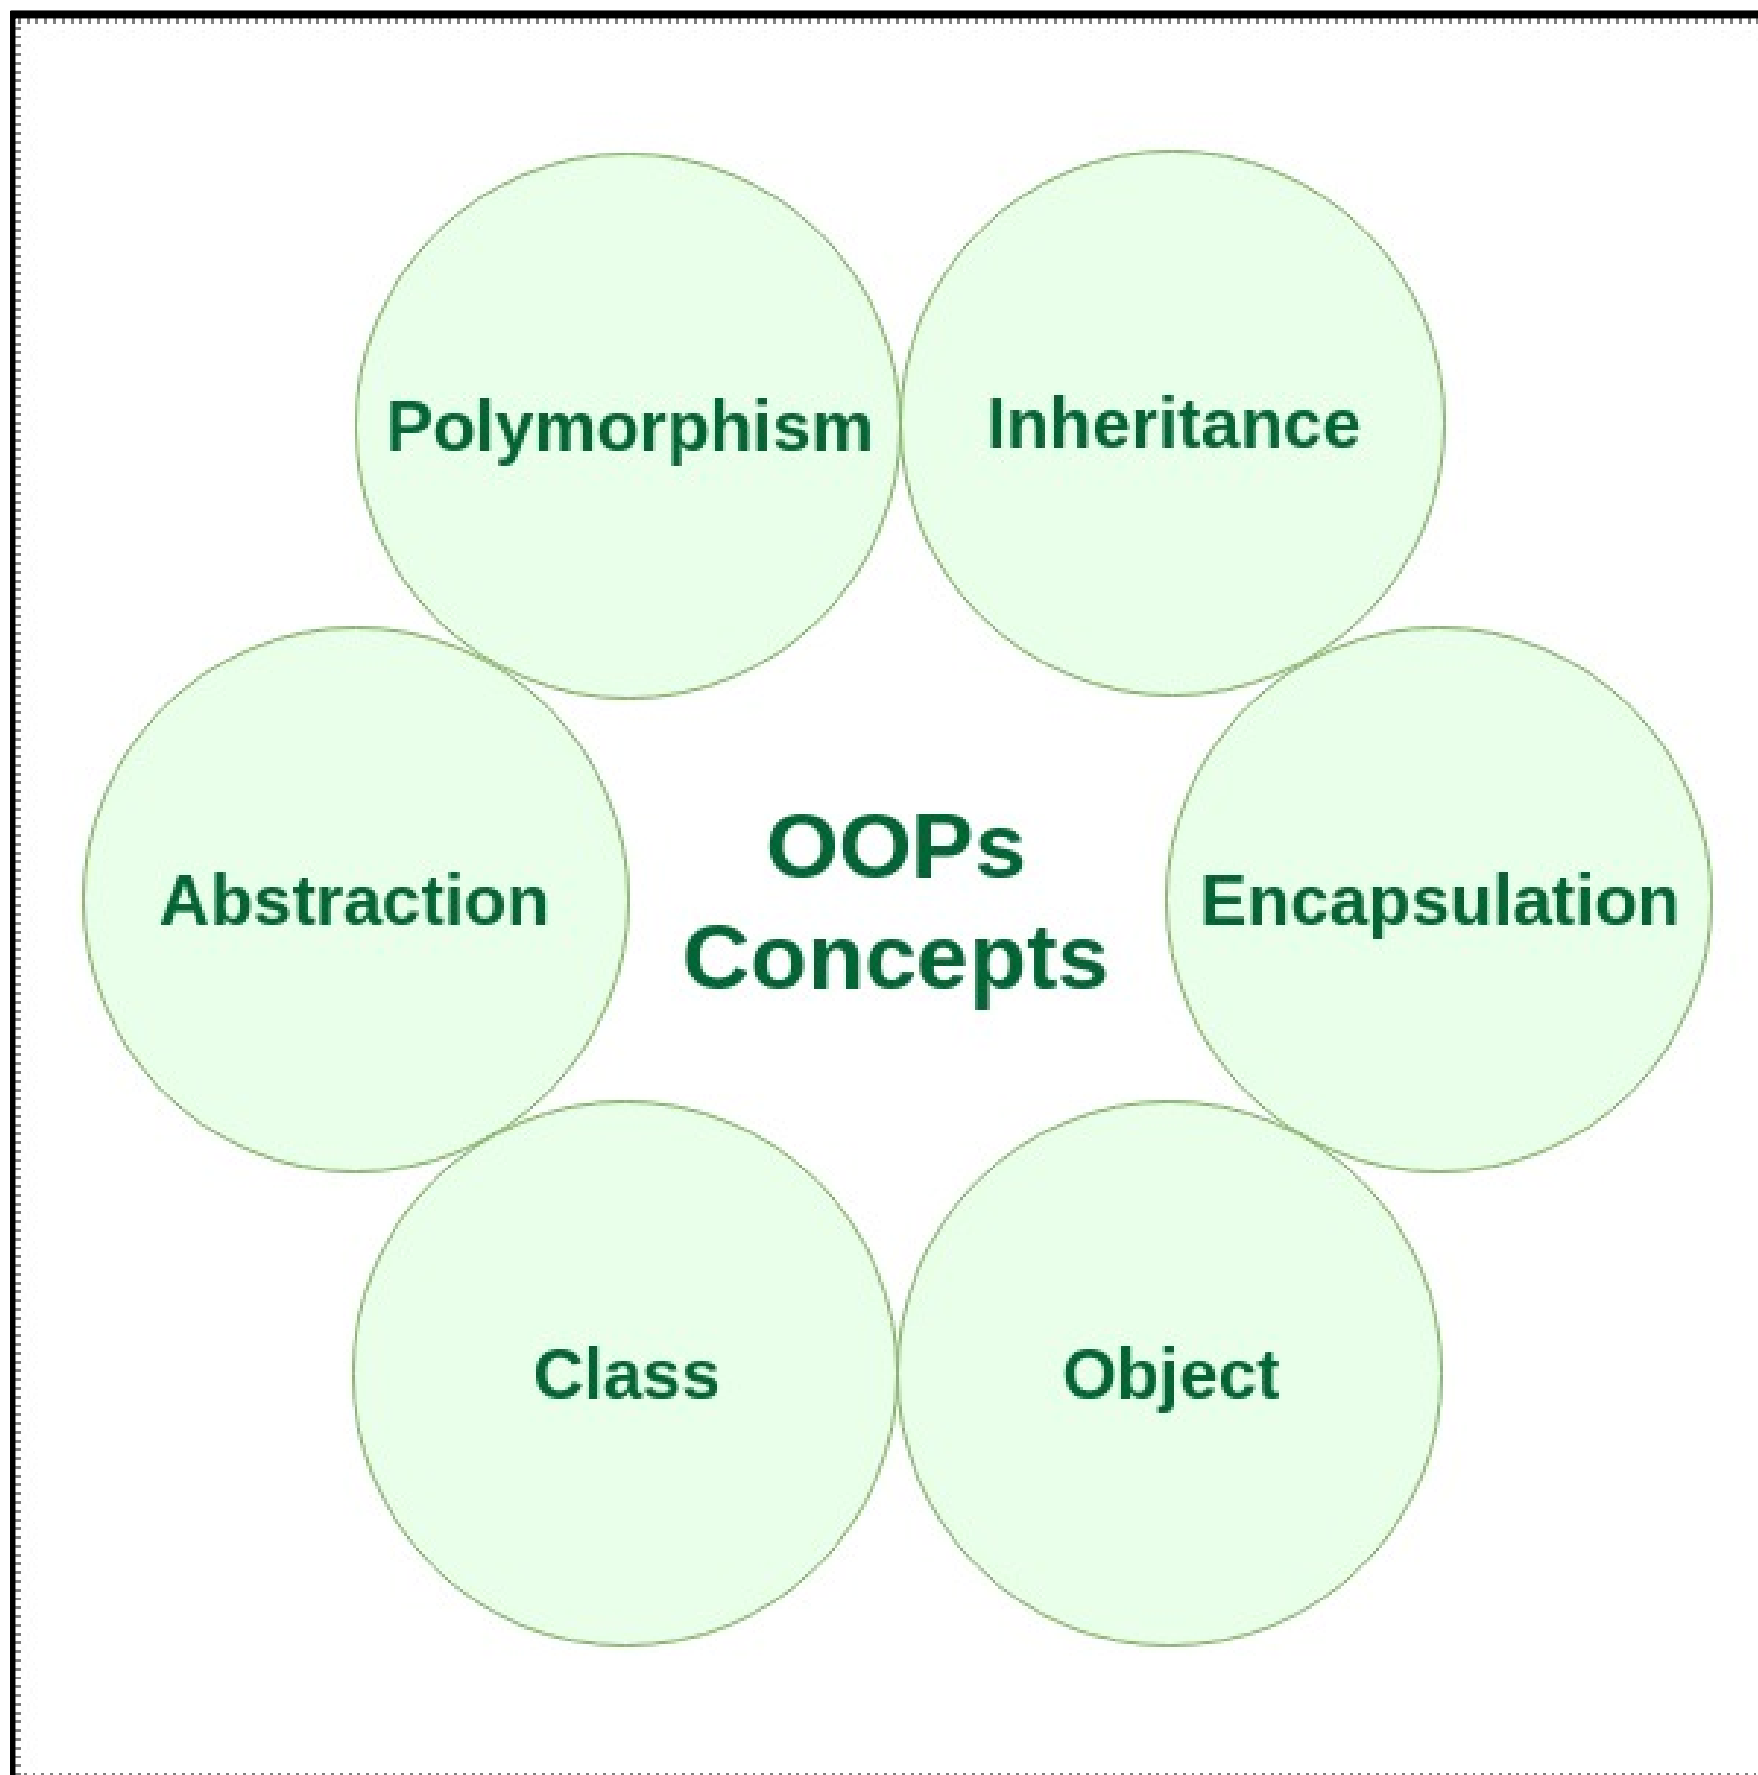 Polymorphism
Inheritance
Abstraction
OOPs
Concepts
Encapsulation
Class
Object